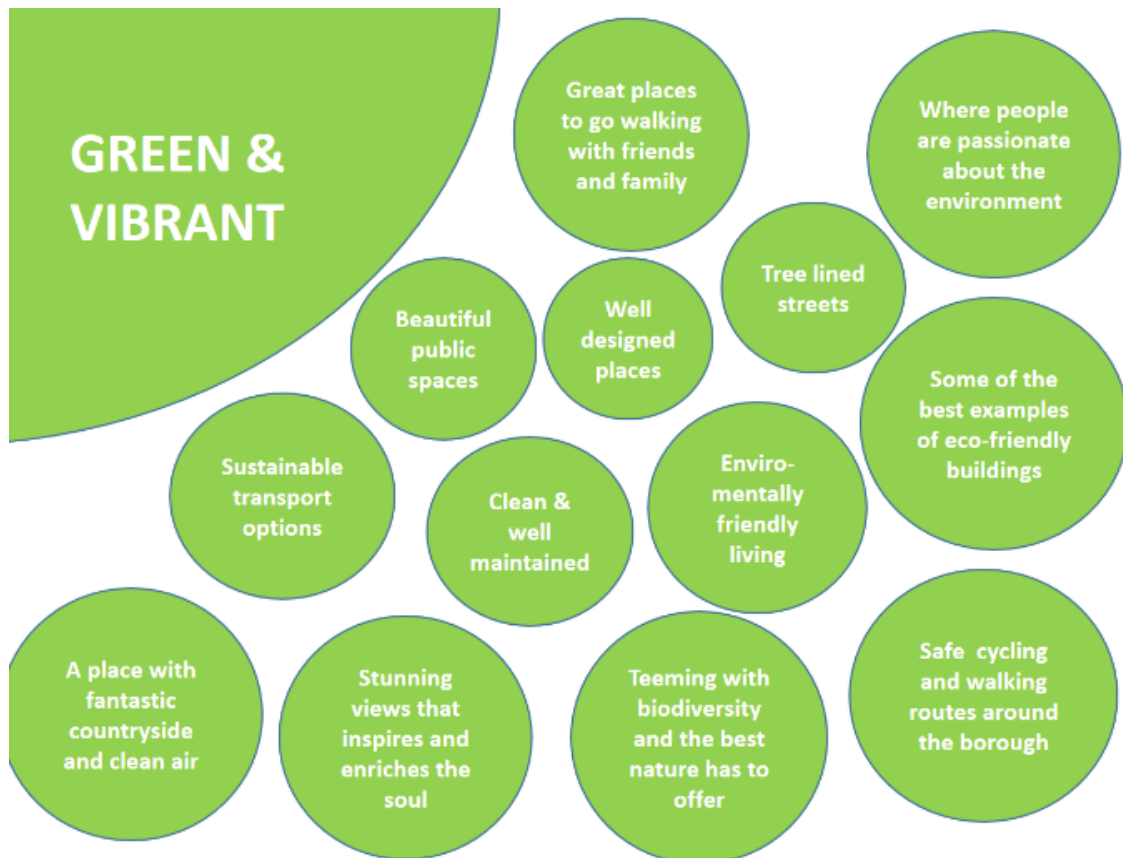 GREEN &
VIBRANT
Great places
to go walking
with friends
and family
Where people
are passionate
about the
environment
Tree lined
streets
Beautiful
public
spaces
Well
designed
places
Some of the
best examples
of eco-friendly
buildings
Sustainable
transport
options
Clean &
well
maintained
Enviro-
mentally
friendly
living
A place with
fantastic
countryside
and clean air
Stunning
views that
inspires and
enriches the
soul
Teeming with
biodiversity
and the best
nature has to
offer
Safe cycling
and walking
routes around
the borough